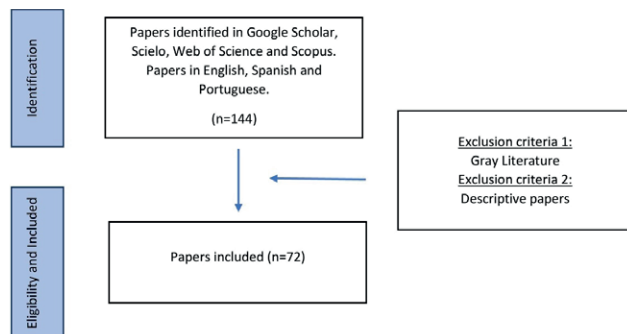 Identification
Papers identified in Google Scholar,
Scielo, Web of Science and Scopus.
Papers in English, Spanish and
Portuguese.
(n=144)
Exclusion criteria 1:
Gray Literature
Exclusion criteria 2:
Descriptive papers
Eligibility and Included
Papers included (n=72)